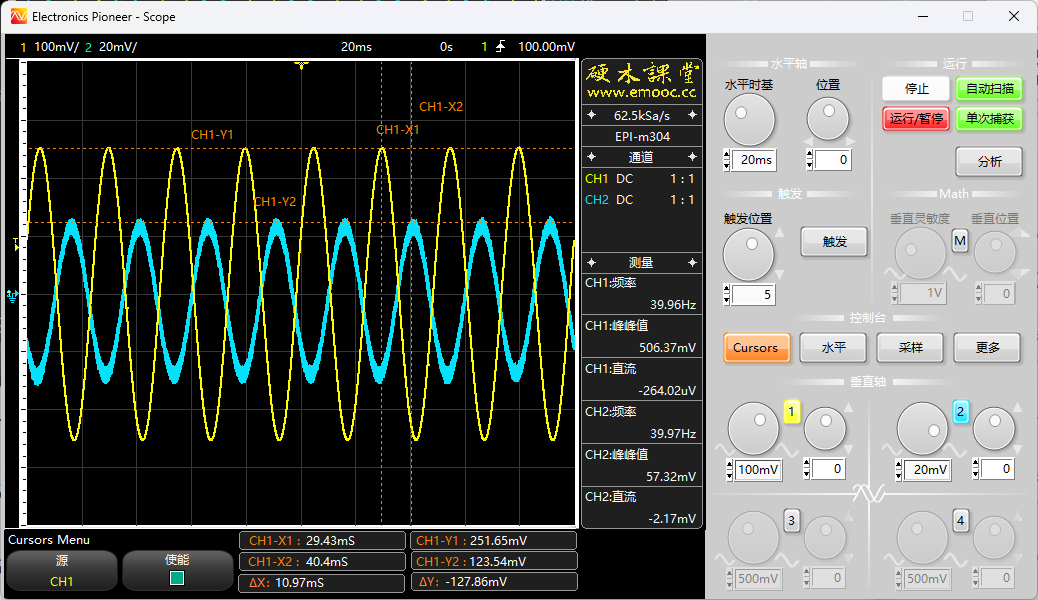 Electronics Pioneer - Scope
1 100mV/ 2 20mV/ 20ms 0s 1 100.00mV
CH1-X2
CH1-X1
CH1-Y1
CH1-Y2
T
硬木課堂
www.emooc.cc
62.5kSa/s
EPI-m304
通道
CH1 DC 1 : 1
CH2 DC 1 : 1
测量
CH1:频率
39.96Hz
CH1:峰峰值
506.37mV
CH1:直流
-264.02uV
CH2:频率
39.97Hz
CH2:峰峰值
57.32mV
CH2:直流
-2.17mV
Cursors Menu
源
CH1
使能
CH1-X1 : 29.43mS
CH1-X2 : 40.4mS
ΔX: 10.97mS
CH1-Y1 : 251.65mV
CH1-Y2 : 123.54mV
ΔY: -127.86mV
水平轴
水平时基
位置
20ms
0
运行
停止
自动扫描
运行/暂停
单次捕获
分析
触发
触发位置
触发
5
Math
垂直灵敏度
垂直位置
M
1V
0
控制台
Cursors
水平
采样
更多
垂直轴
1
100mV
0
2
20mV
0
3
500mV
0
4
500mV
0